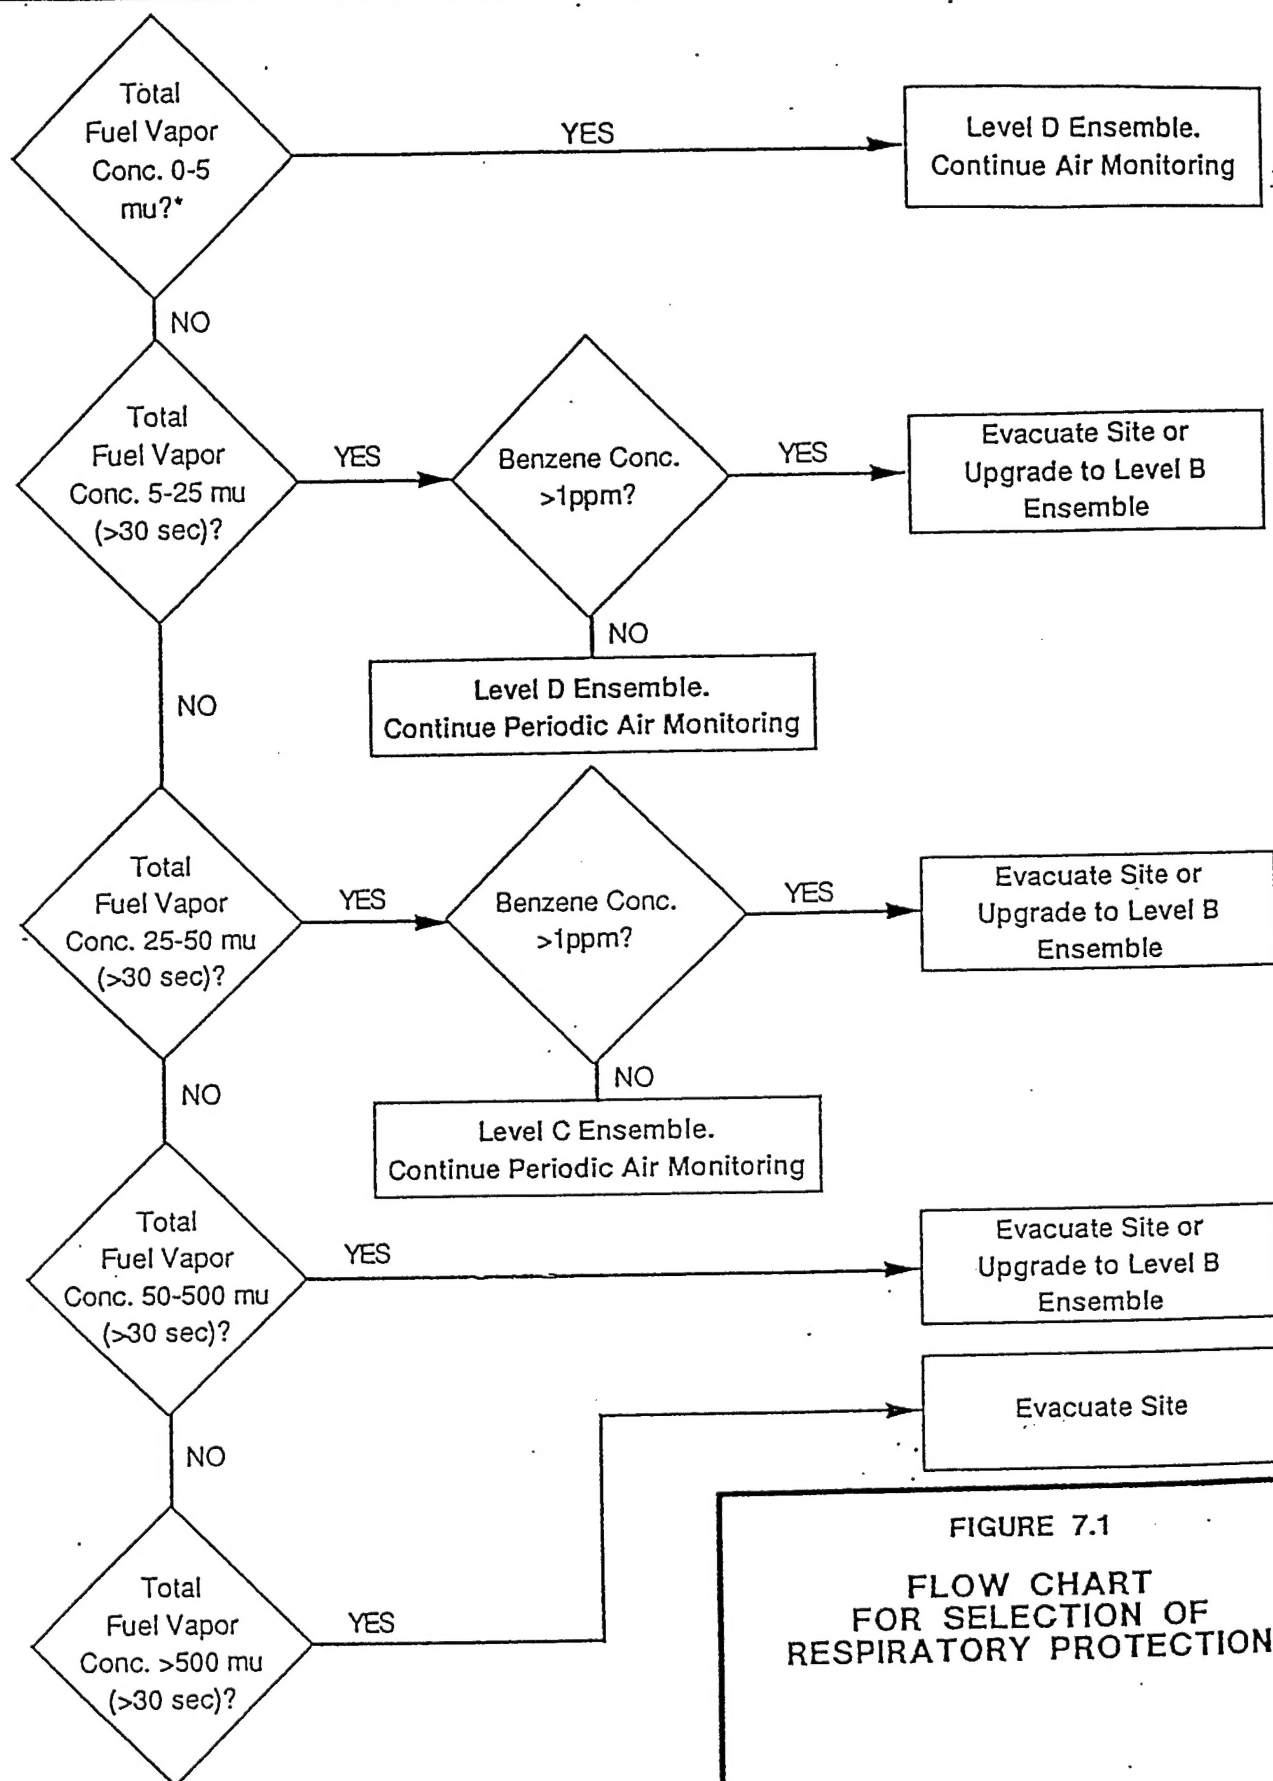 Total
Fuel Vapor
Conc. 0-5
mu?*
YES
Level D Ensemble.
Continue Air Monitoring
NO
Total
Fuel Vapor
Conc. 5-25 mu
(>30 sec)?
YES
Benzene Conc.
>1ppm?
YES
Evacuate Site or
Upgrade to Level B
Ensemble
NO
Level D Ensemble.
Continue Periodic Air Monitoring
NO
Total
Fuel Vapor
Conc. 25-50 mu
(>30 sec)?
YES
Benzene Conc.
>1ppm?
YES
Evacuate Site or
Upgrade to Level B
Ensemble
NO
Level C Ensemble.
Continue Periodic Air Monitoring
NO
Total
Fuel Vapor
Conc. 50-500 mu
(>30 sec)?
YES
Evacuate Site or
Upgrade to Level B
Ensemble
NO
Total
Fuel Vapor
Conc. >500 mu
(>30 sec)?
YES
Evacuate Site
FIGURE 7.1
FLOW CHART
FOR SELECTION OF
RESPIRATORY PROTECTION